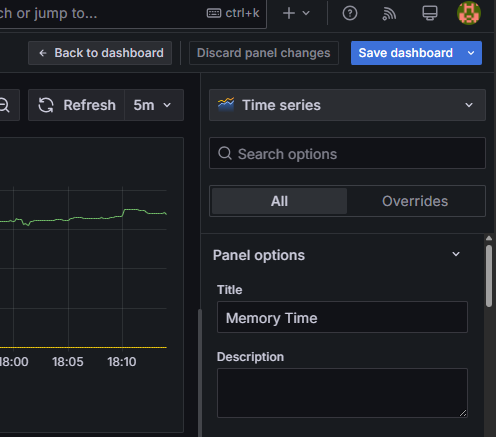 ch or jump to...
ctrl+k
Back to dashboard
Discard panel changes
Save dashboard
Refresh
5m
Time series
Search options
All
Overrides
Panel options
Title
Memory Time
Description
18:00
18:05
18:10